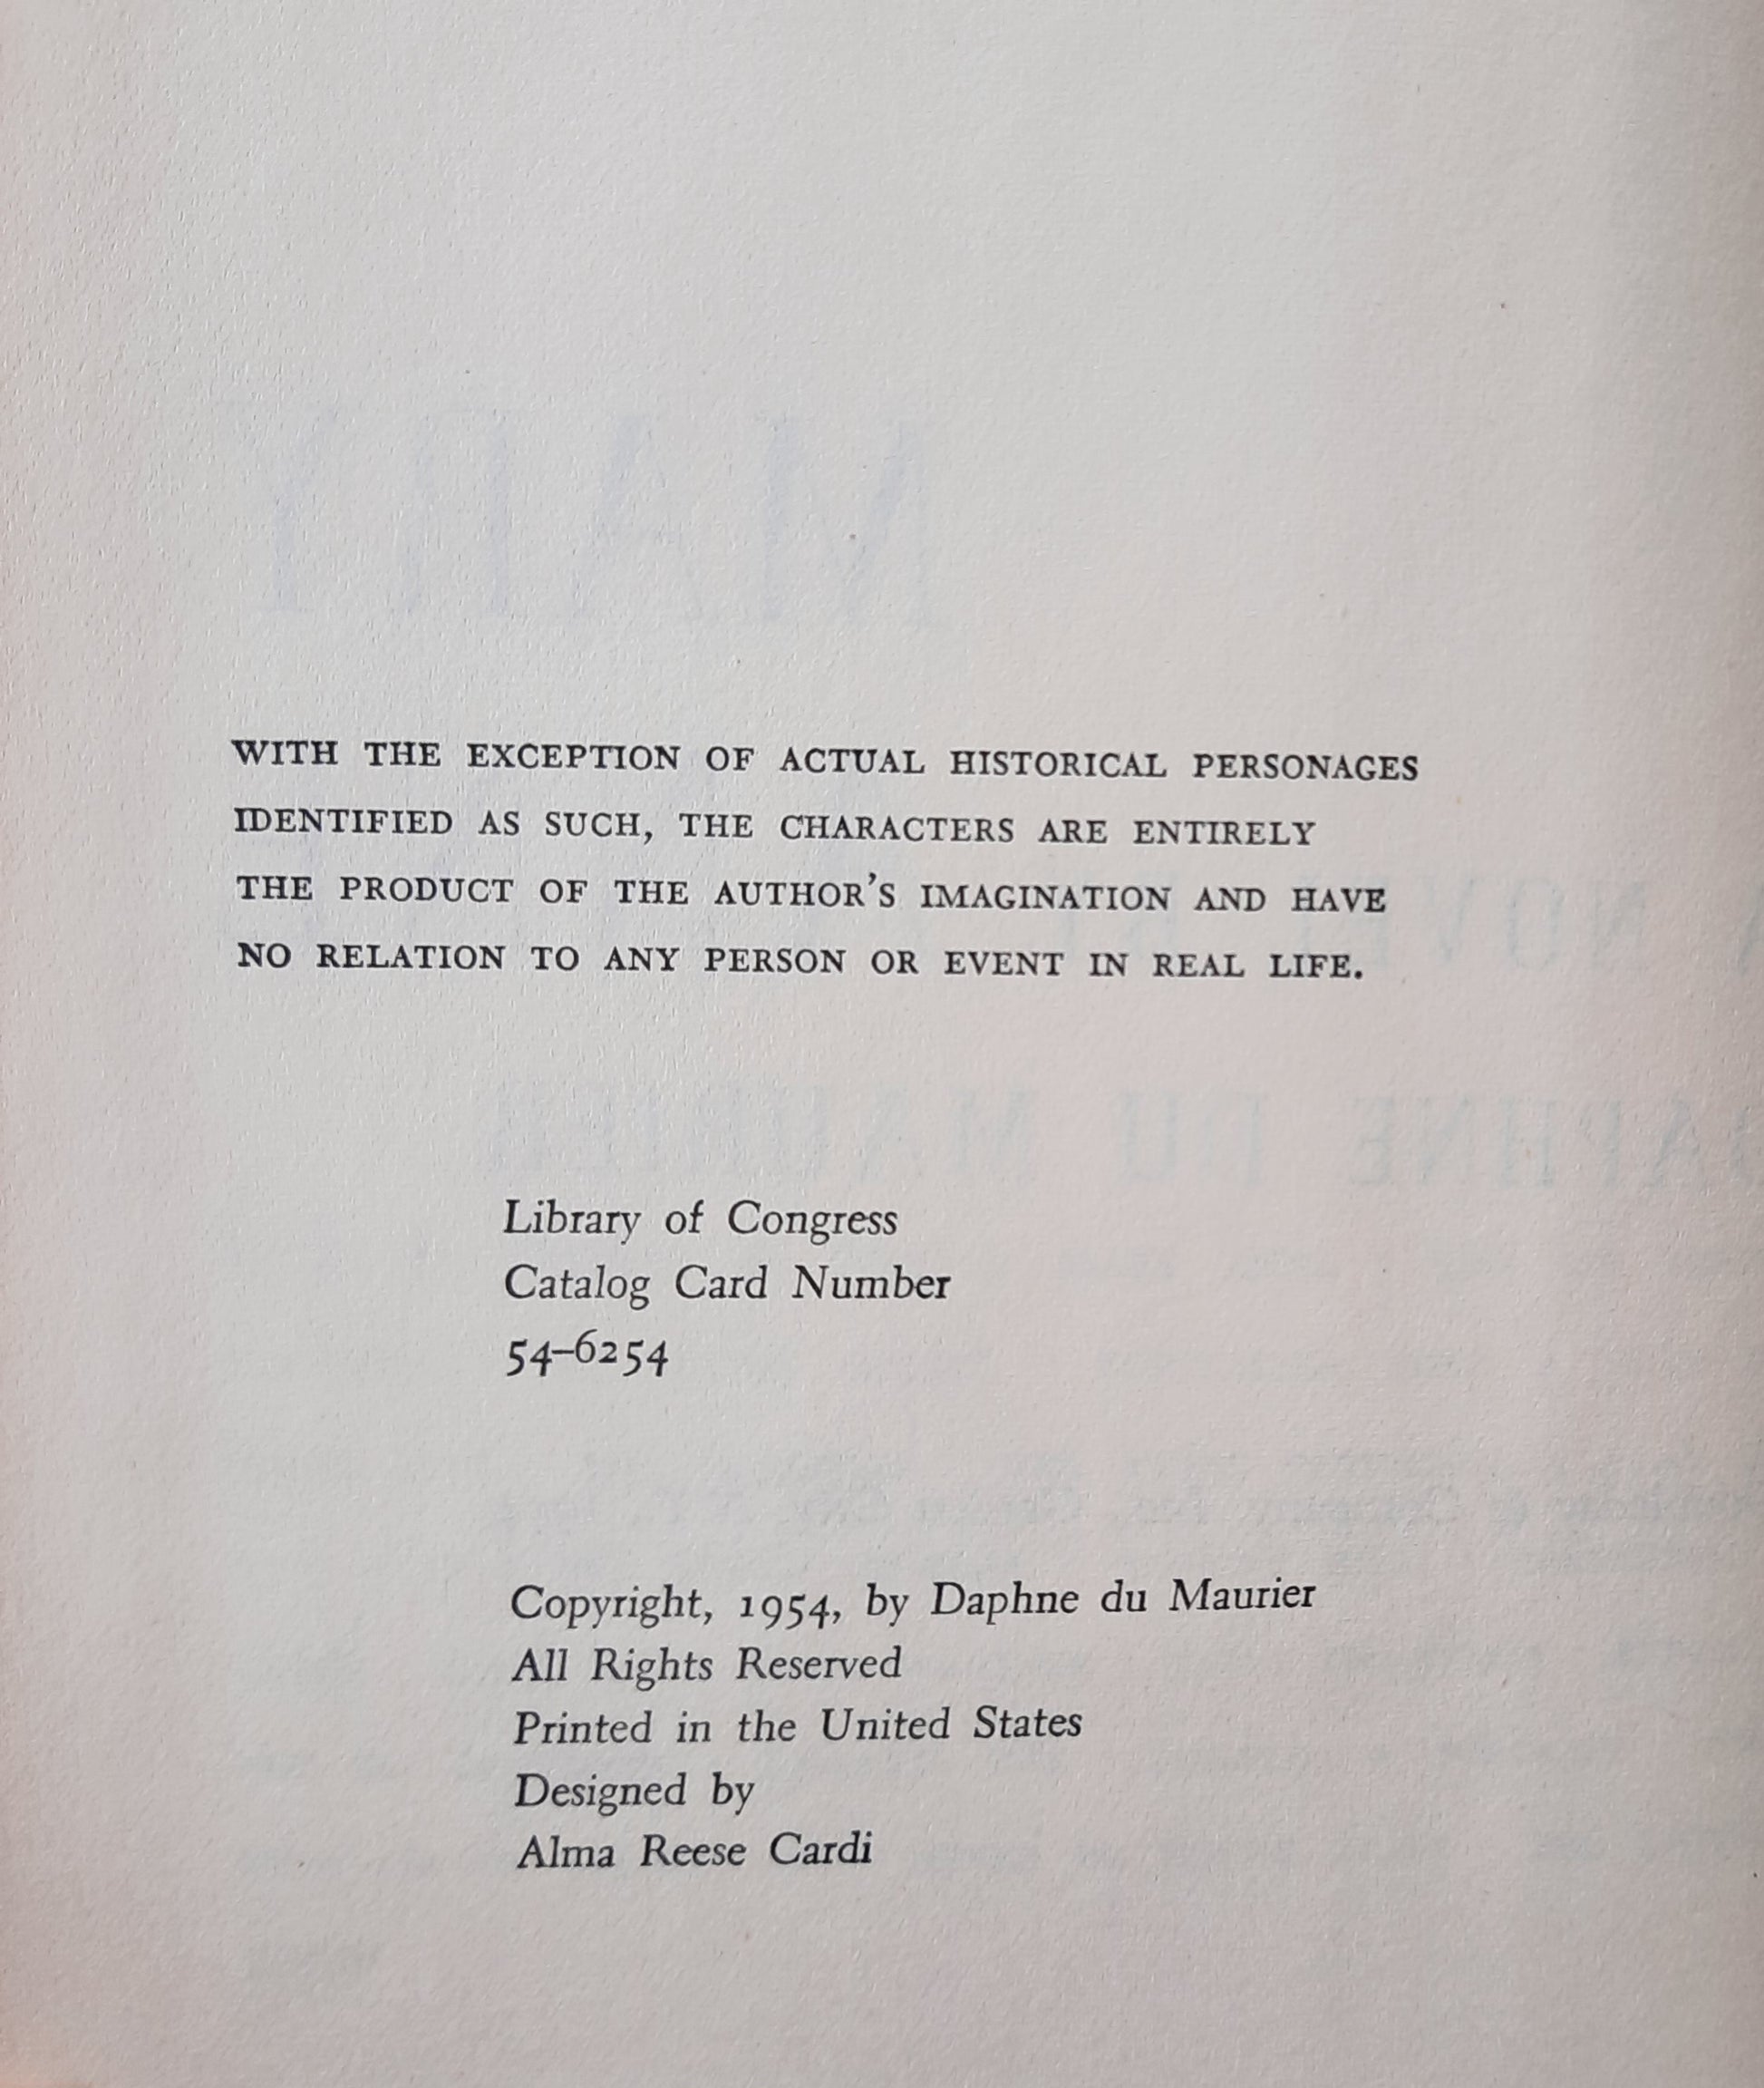 WITH THE EXCEPTION OF ACTUAL HISTORICAL PERSONAGES
IDENTIFIED AS SUCH, THE CHARACTERS ARE ENTIRELY
THE PRODUCT OF THE AUTHOR'S IMAGINATION AND HAVE
NO RELATION TO ANY PERSON OR EVENT IN REAL LIFE.
Library of Congress
Catalog Card Number
54–6254
Copyright, 1954, by Daphne du Maurier
All Rights Reserved
Printed in the United States
Designed by
Alma Reese Cardi